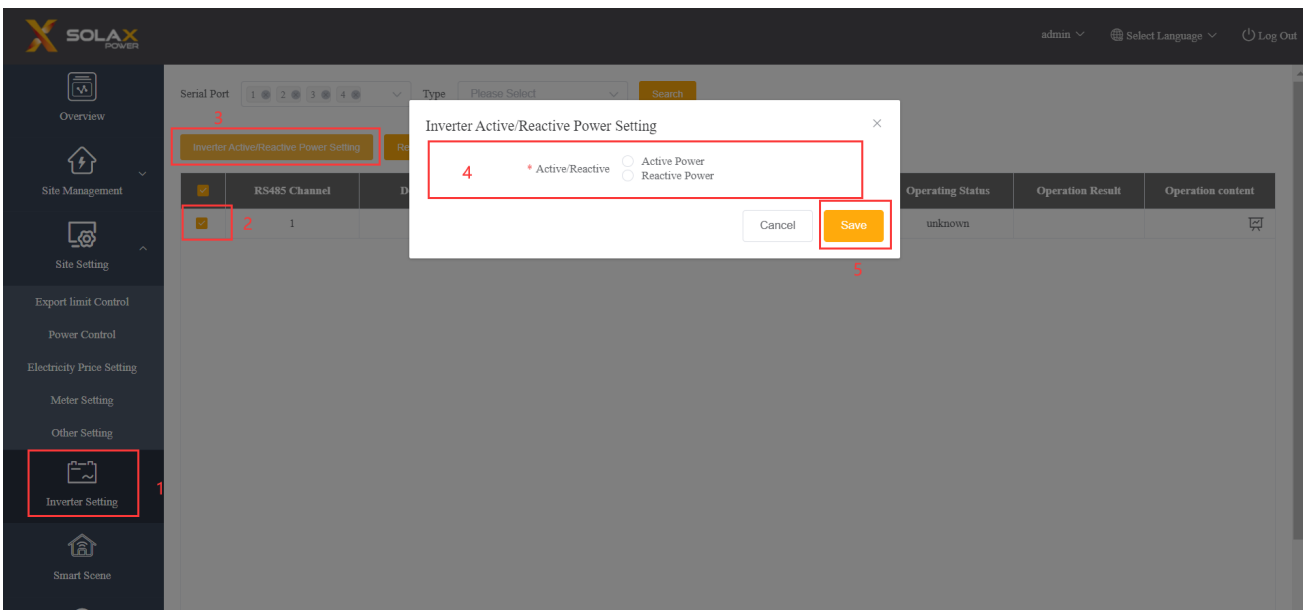 SOLAX
POWER
admin
Select Language
Log Out
Overview
Site Management
Site Setting
Export limit Control
Power Control
Electricity Price Setting
Meter Setting
Other Setting
Inverter Setting
1
Smart Scene
Serial Port 1 2 3 4 Type Please Select Search
3
Inverter Active/Reactive Power Setting Re
RS485 Channel D Operating Status Operation Result Operation content
2 1 unknown
Inverter Active/Reactive Power Setting
4
* Active/Reactive Active Power
Reactive Power
Cancel Save
5